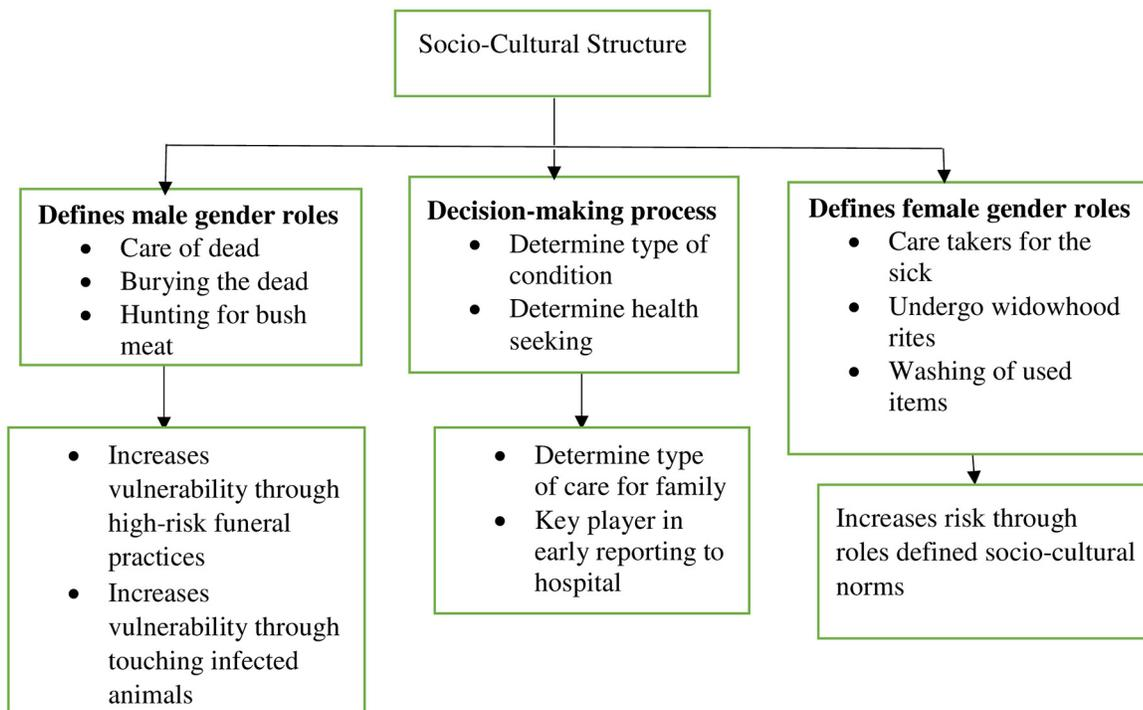 Socio-Cultural Structure
Defines male gender roles
• Care of dead
• Burying the dead
• Hunting for bush
meat
Decision-making process
• Determine type of
condition
• Determine health
seeking
Defines female gender roles
• Care takers for the
sick
• Undergo widowhood
rites
• Washing of used
items
• Increases
vulnerability through
high-risk funeral
practices
• Increases
vulnerability through
touching infected
animals
• Determine type
of care for family
• Key player in
early reporting to
hospital
Increases risk through
roles defined socio-cultural
norms